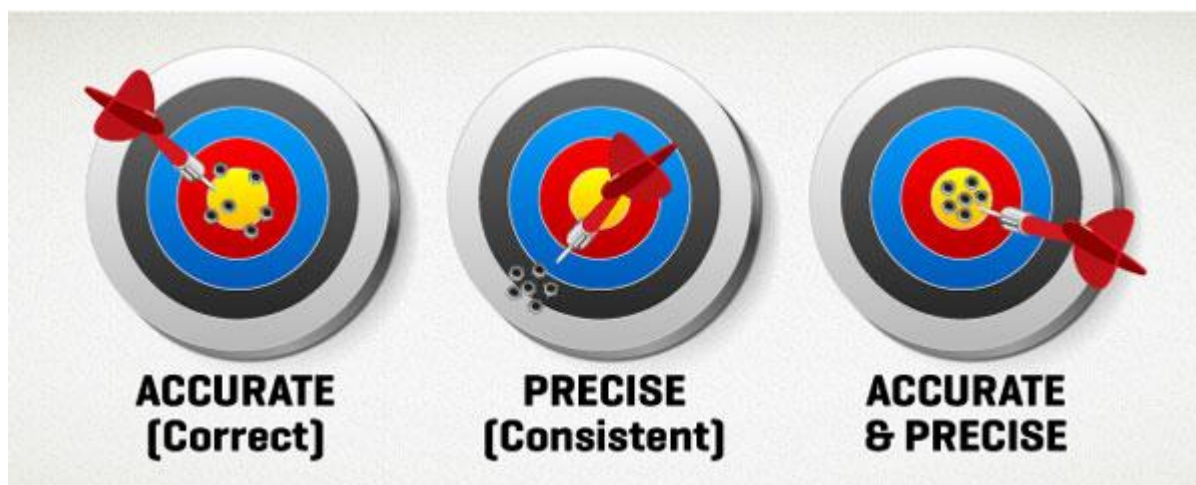 ACCURATE
(Correct)
PRECISE
(Consistent)
ACCURATE
& PRECISE